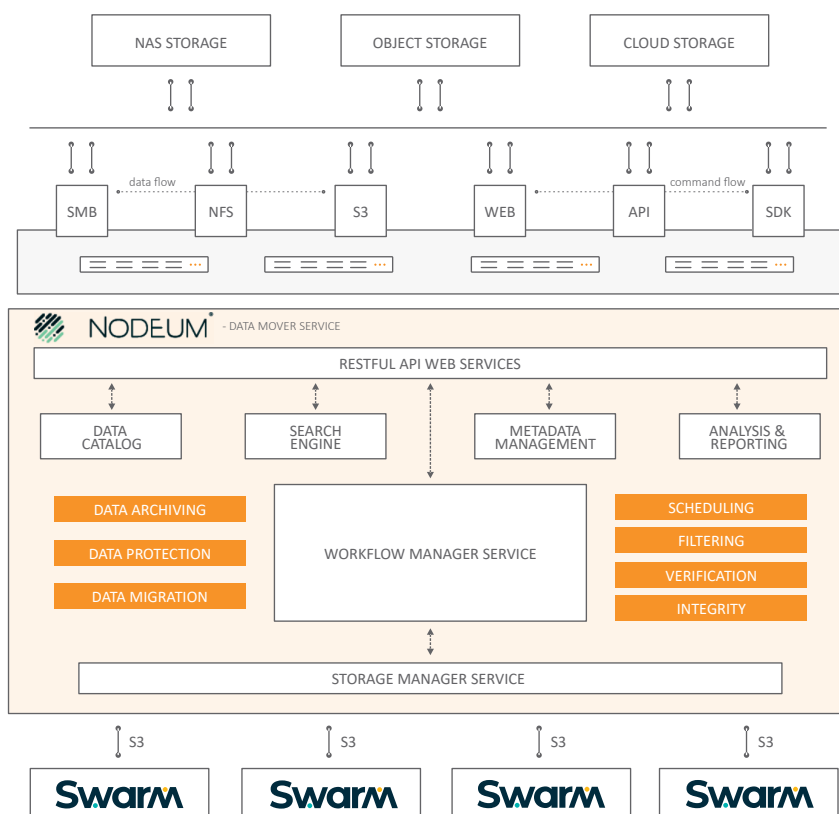 NAS STORAGE
OBJECT STORAGE
CLOUD STORAGE
data flow
command flow
SMB
NFS
S3
WEB
API
SDK
NODEUM - DATA MOVER SERVICE
RESTFUL API WEB SERVICES
DATA
CATALOG
SEARCH
ENGINE
METADATA
MANAGEMENT
ANALYSIS &
REPORTING
DATA ARCHIVING
DATA PROTECTION
DATA MIGRATION
WORKFLOW MANAGER SERVICE
SCHEDULING
FILTERING
VERIFICATION
INTEGRITY
STORAGE MANAGER SERVICE
S3
S3
S3
S3
Swarm
Swarm
Swarm
Swarm